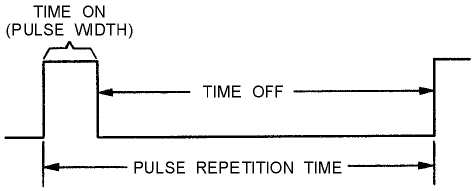 TIME ON
(PULSE WIDTH)
TIME OFF
PULSE REPETITION TIME